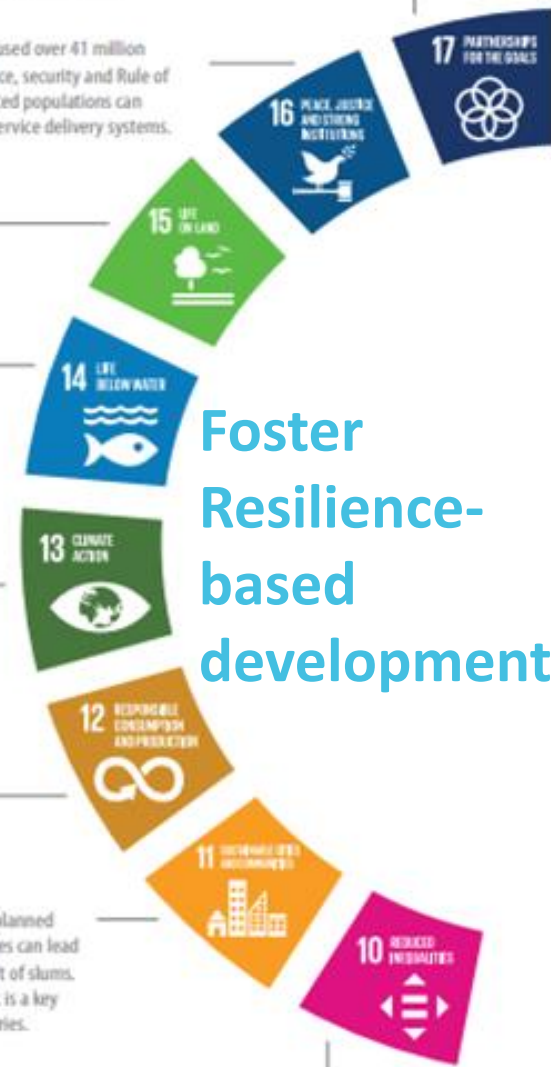 used over 41 million
ce, security and Rule of
ted populations can
service delivery systems.
17 PARTNERSHIPS
FOR THE GOALS
16 PEACE, JUSTICE
AND STRONG
INSTITUTIONS
15 LIFE
ON LAND
14 LIFE
BELOW WATER
Foster
Resilience-
based
development
13 CLIMATE
ACTION
12 RESPONSIBLE
CONSUMPTION
AND PRODUCTION
11 SUSTAINABLE CITIES
AND COMMUNITIES
planned
es can lead
t of slums.
is a key
ries.
10 REDUCED
INEQUALITIES